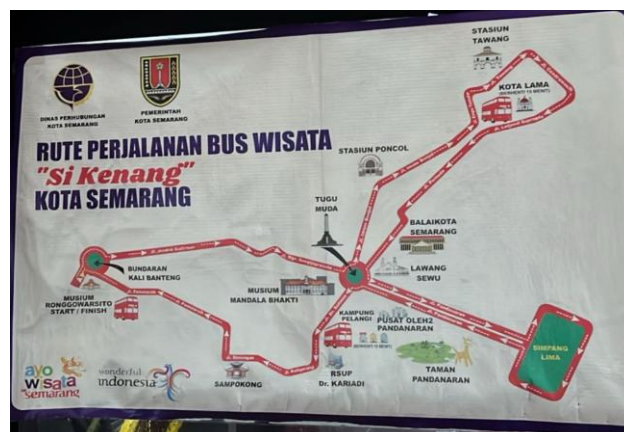 DINAS PERHUBUNGAN
KOTA SEMARANG
PEMERINTAH
KOTA SEMARANG
RUTE PERJALANAN BUS WISATA
"Si Kenang"
KOTA SEMARANG
STASIUN
TAWANG
KOTA LAMA
STASIUN PONCOL
TUGU
MUDA
BALAIKOTA
SEMARANG
LAWANG
SEWU
BUNDARAN
KALI BANTENG
MUSIUM
MANDALA BHAKTI
MUSIUM
RONGGOWARSITO
START / FINISH
KAMPUNG
PELANGI
PUSAT OLEH2
PANDANARAN
SIMPANG
LIMA
TAMAN
PANDANARAN
RSUP
Dr. KARIADI
SAMPOKONG
ayo
wisata
semarang
wonderful
indonesia